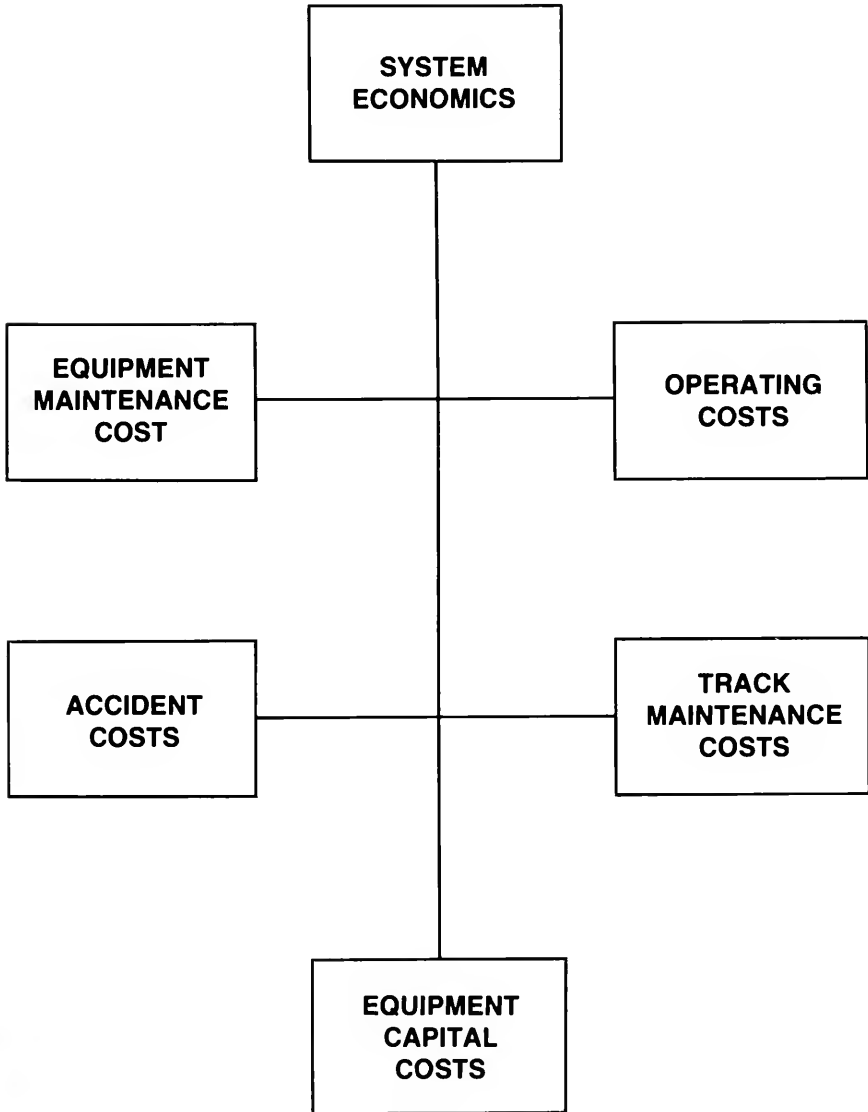 SYSTEM
ECONOMICS
EQUIPMENT
MAINTENANCE
COST
OPERATING
COSTS
ACCIDENT
COSTS
TRACK
MAINTENANCE
COSTS
EQUIPMENT
CAPITAL
COSTS